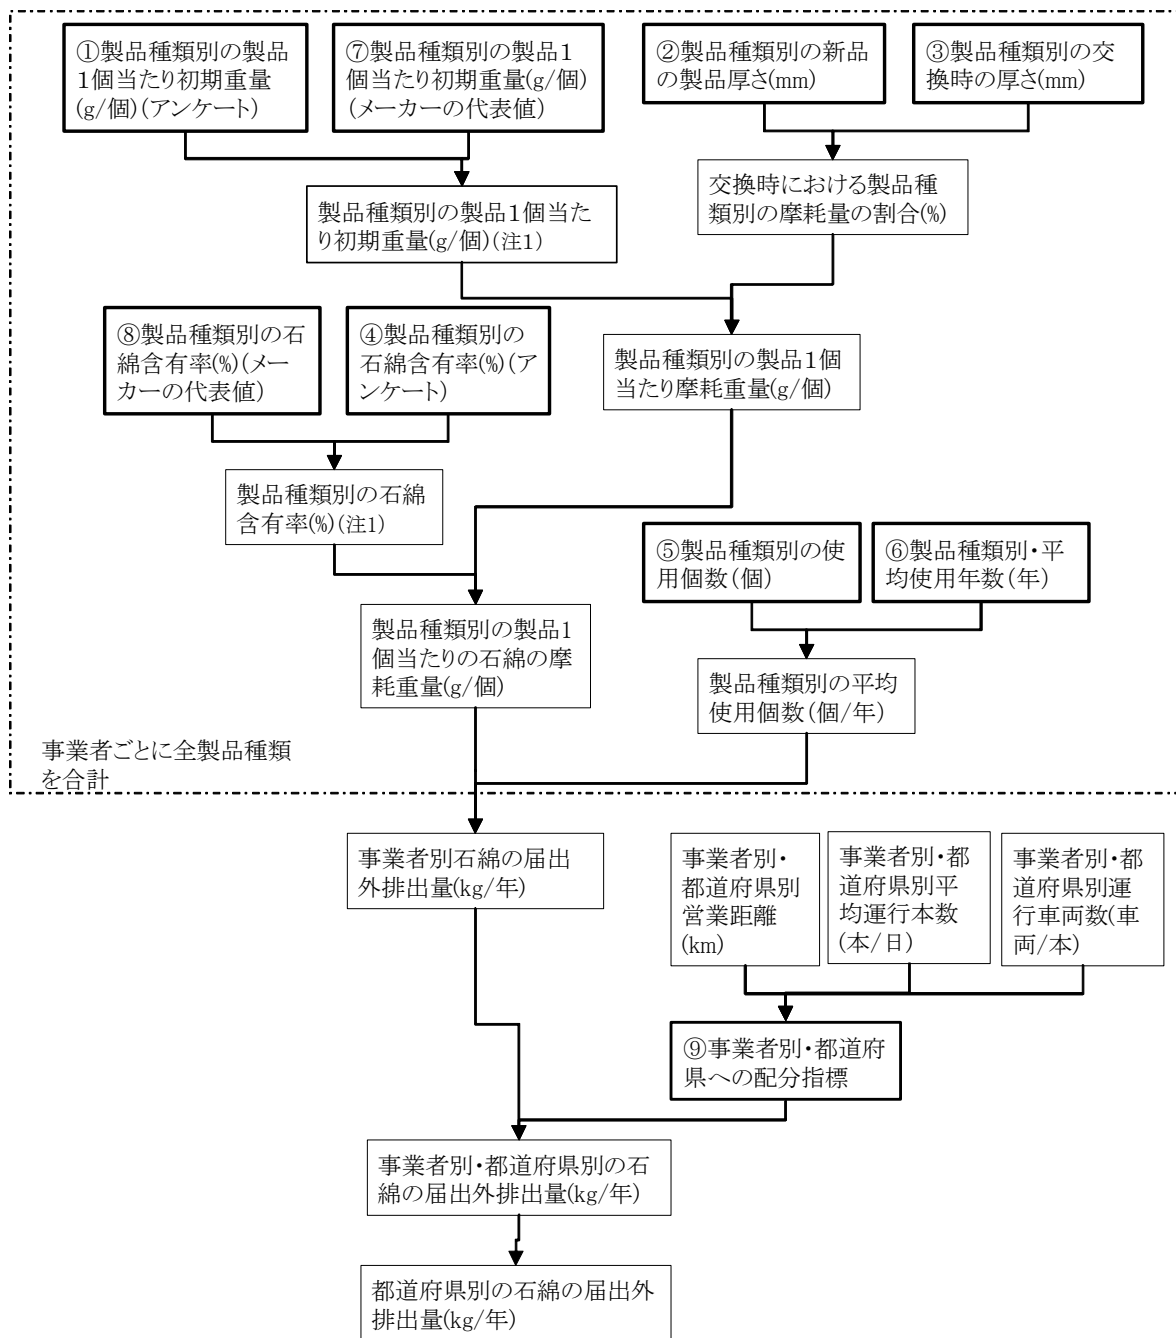 ①製品種類別の製品
1個当たり初期重量
(g/個)(アンケート)
⑦製品種類別の製品1
個当たり初期重量(g/個)
(メーカーの代表値)
②製品種類別の新品
の製品厚さ(mm)
③製品種類別の交
換時の厚さ(mm)
製品種類別の製品1個当た
り初期重量(g/個)(注1)
交換時における製品種
類別の摩耗量の割合(%)
⑧製品種類別の石
綿含有率(%)(メー
カーの代表値)
④製品種類別の
石綿含有率(%)(ア
ンケート)
製品種類別の製品1個
当たり摩耗重量(g/個)
製品種類別の石綿
含有率(%)(注1)
⑤製品種類別の使
用個数(個)
⑥製品種類別・平
均使用年数(年)
製品種類別の製品1
個当たりの石綿の摩
耗重量(g/個)
製品種類別の平均
使用個数(個/年)
事業者ごとに全製品種類
を合計
事業者別石綿の届出
外排出量(kg/年)
事業者別・
都道府県別
営業距離
(km)
事業者別・都
道府県別平
均運行本数
(本/日)
事業者別・都
道府県別運
行車両数(車
両/本)
⑨事業者別・都道府
県への配分指標
事業者別・都道府県別の石
綿の届出外排出量(kg/年)
都道府県別の石綿の届出外
排出量(kg/年)